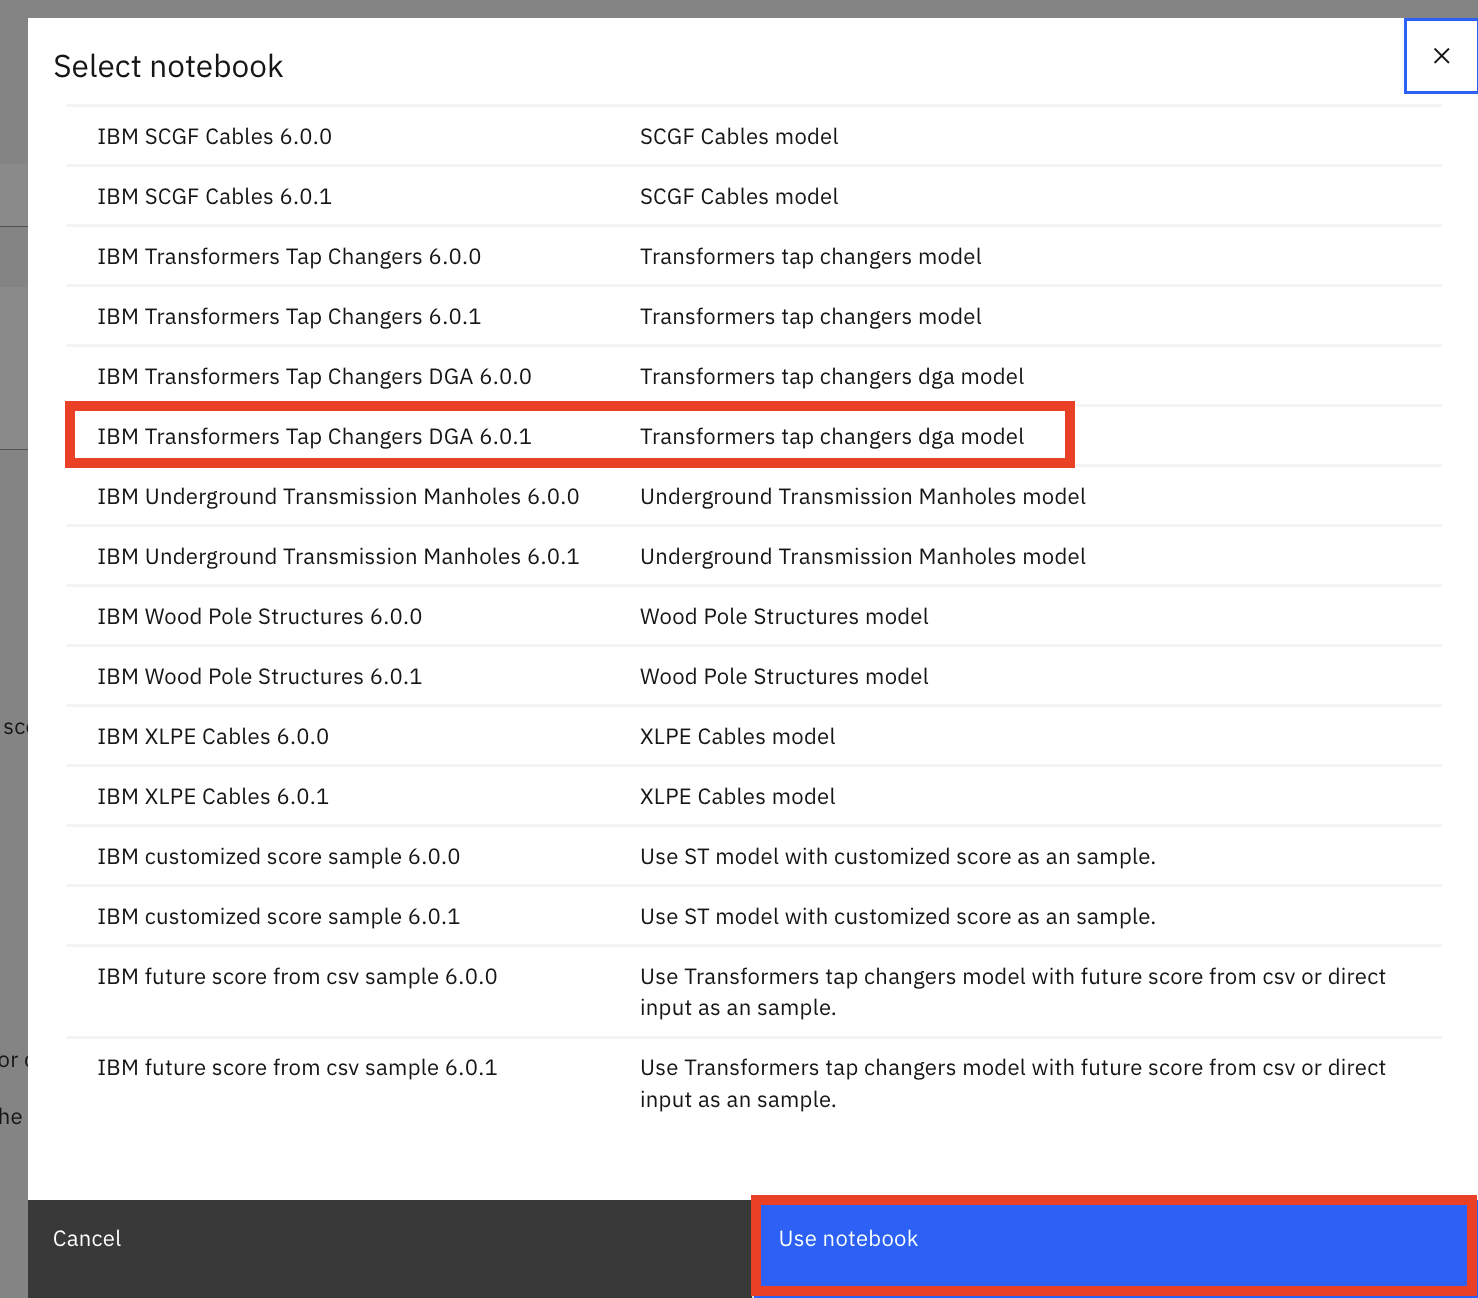 Select notebook
IBM SCGF Cables 6.0.0 SCGF Cables model
IBM SCGF Cables 6.0.1 SCGF Cables model
IBM Transformers Tap Changers 6.0.0 Transformers tap changers model
IBM Transformers Tap Changers 6.0.1 Transformers tap changers model
IBM Transformers Tap Changers DGA 6.0.0 Transformers tap changers dga model
IBM Transformers Tap Changers DGA 6.0.1 Transformers tap changers dga model
IBM Underground Transmission Manholes 6.0.0 Underground Transmission Manholes model
IBM Underground Transmission Manholes 6.0.1 Underground Transmission Manholes model
IBM Wood Pole Structures 6.0.0 Wood Pole Structures model
IBM Wood Pole Structures 6.0.1 Wood Pole Structures model
IBM XLPE Cables 6.0.0 XLPE Cables model
IBM XLPE Cables 6.0.1 XLPE Cables model
IBM customized score sample 6.0.0 Use ST model with customized score as an sample.
IBM customized score sample 6.0.1 Use ST model with customized score as an sample.
IBM future score from csv sample 6.0.0 Use Transformers tap changers model with future score from csv or direct
input as an sample.
IBM future score from csv sample 6.0.1 Use Transformers tap changers model with future score from csv or direct
input as an sample.
Cancel Use notebook